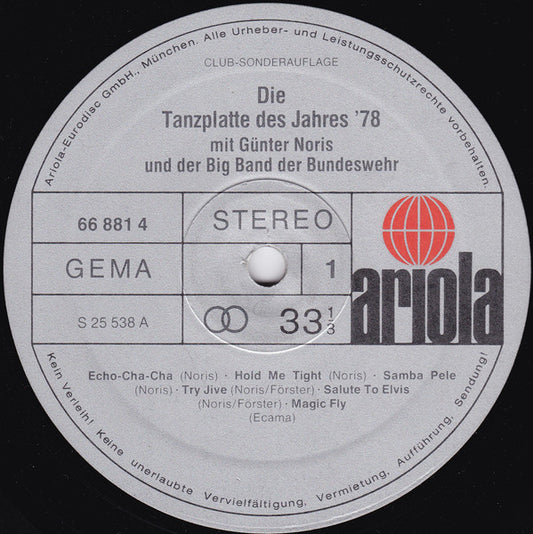 Ariola-Eurodisc GmbH., München. Alle Urheber- und Leistungsschutzrechte vorbehalten.
CLUB-SONDERAUFLAGE
Die
Tanzplatte des Jahres '78
mit Günter Noris
und der Big Band der Bundeswehr
66 881 4
STEREO
GEMA
1
ariola
S 25 538 A
33 1/3
Echo-Cha-Cha (Noris) · Hold Me Tight (Noris) · Samba Pele
(Noris) · Try Jive (Noris/Förster) · Salute To Elvis
(Noris/Förster) · Magic Fly
(Ecama)
Kein Verleih! Keine unerlaubte Vervielfältigung, Vermietung, Aufführung, Sendung!